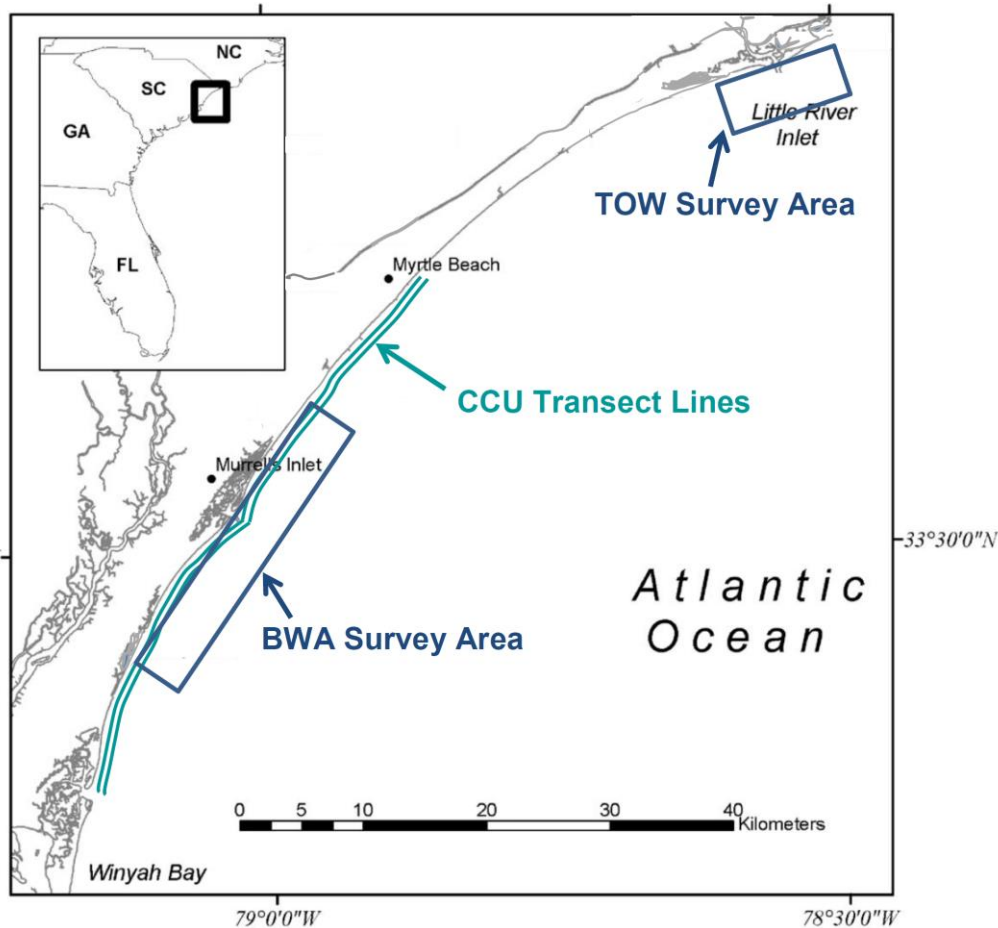 NC
SC
GA
FL
Little River
Inlet
TOW Survey Area
Myrtle Beach
CCU Transect Lines
Murrell's Inlet
33°30'0"N
Atlantic
Ocean
BWA Survey Area
0 5 10 20 30 40
Kilometers
Winyah Bay
79°0'0"W
78°30'0"W